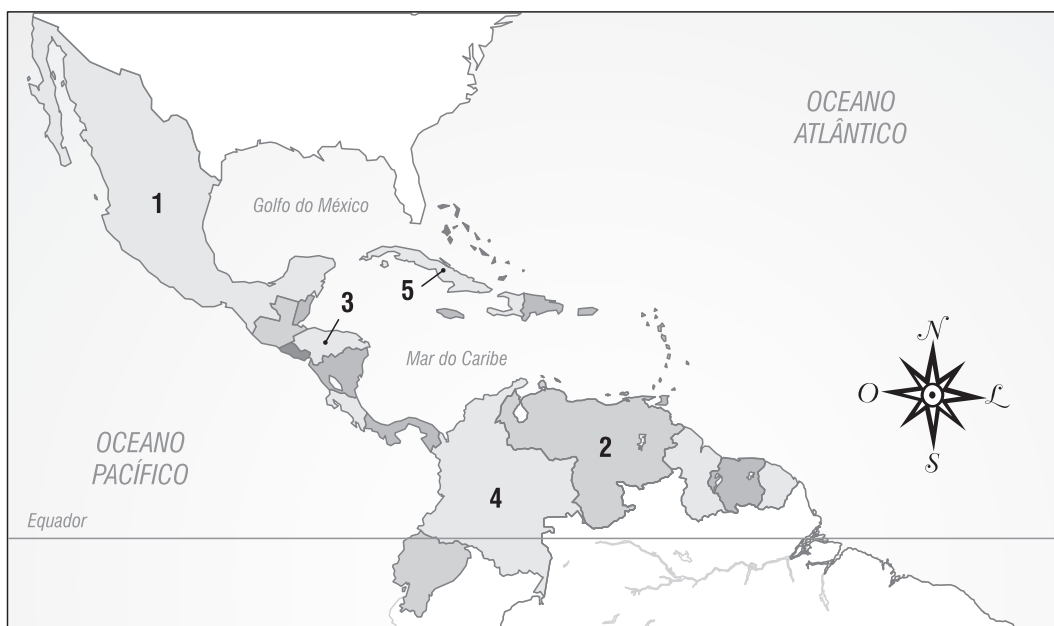 OCEANO
ATLÂNTICO
1
Golfo do México
5
3
N
Mar do Caribe
O
L
S
OCEANO
PACÍFICO
2
4
Equador